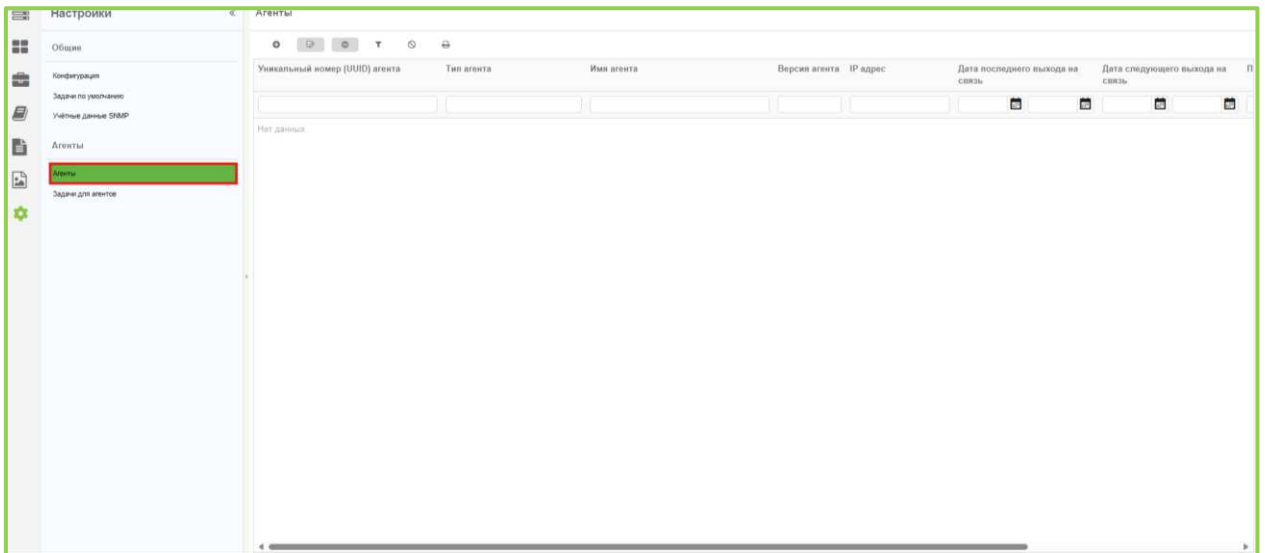 Настройки
Агенты
Общие
Конфигурация
Задачи по умолчанию
Учётные данные SNMP
Агенты
Агенты
Задачи для агентов
Уникальный номер (UUID) агента
Тип агента
Имя агента
Версия агента
IP адрес
Дата последнего выхода на
связь
Дата следующего выхода на
связь
П
Нет данных